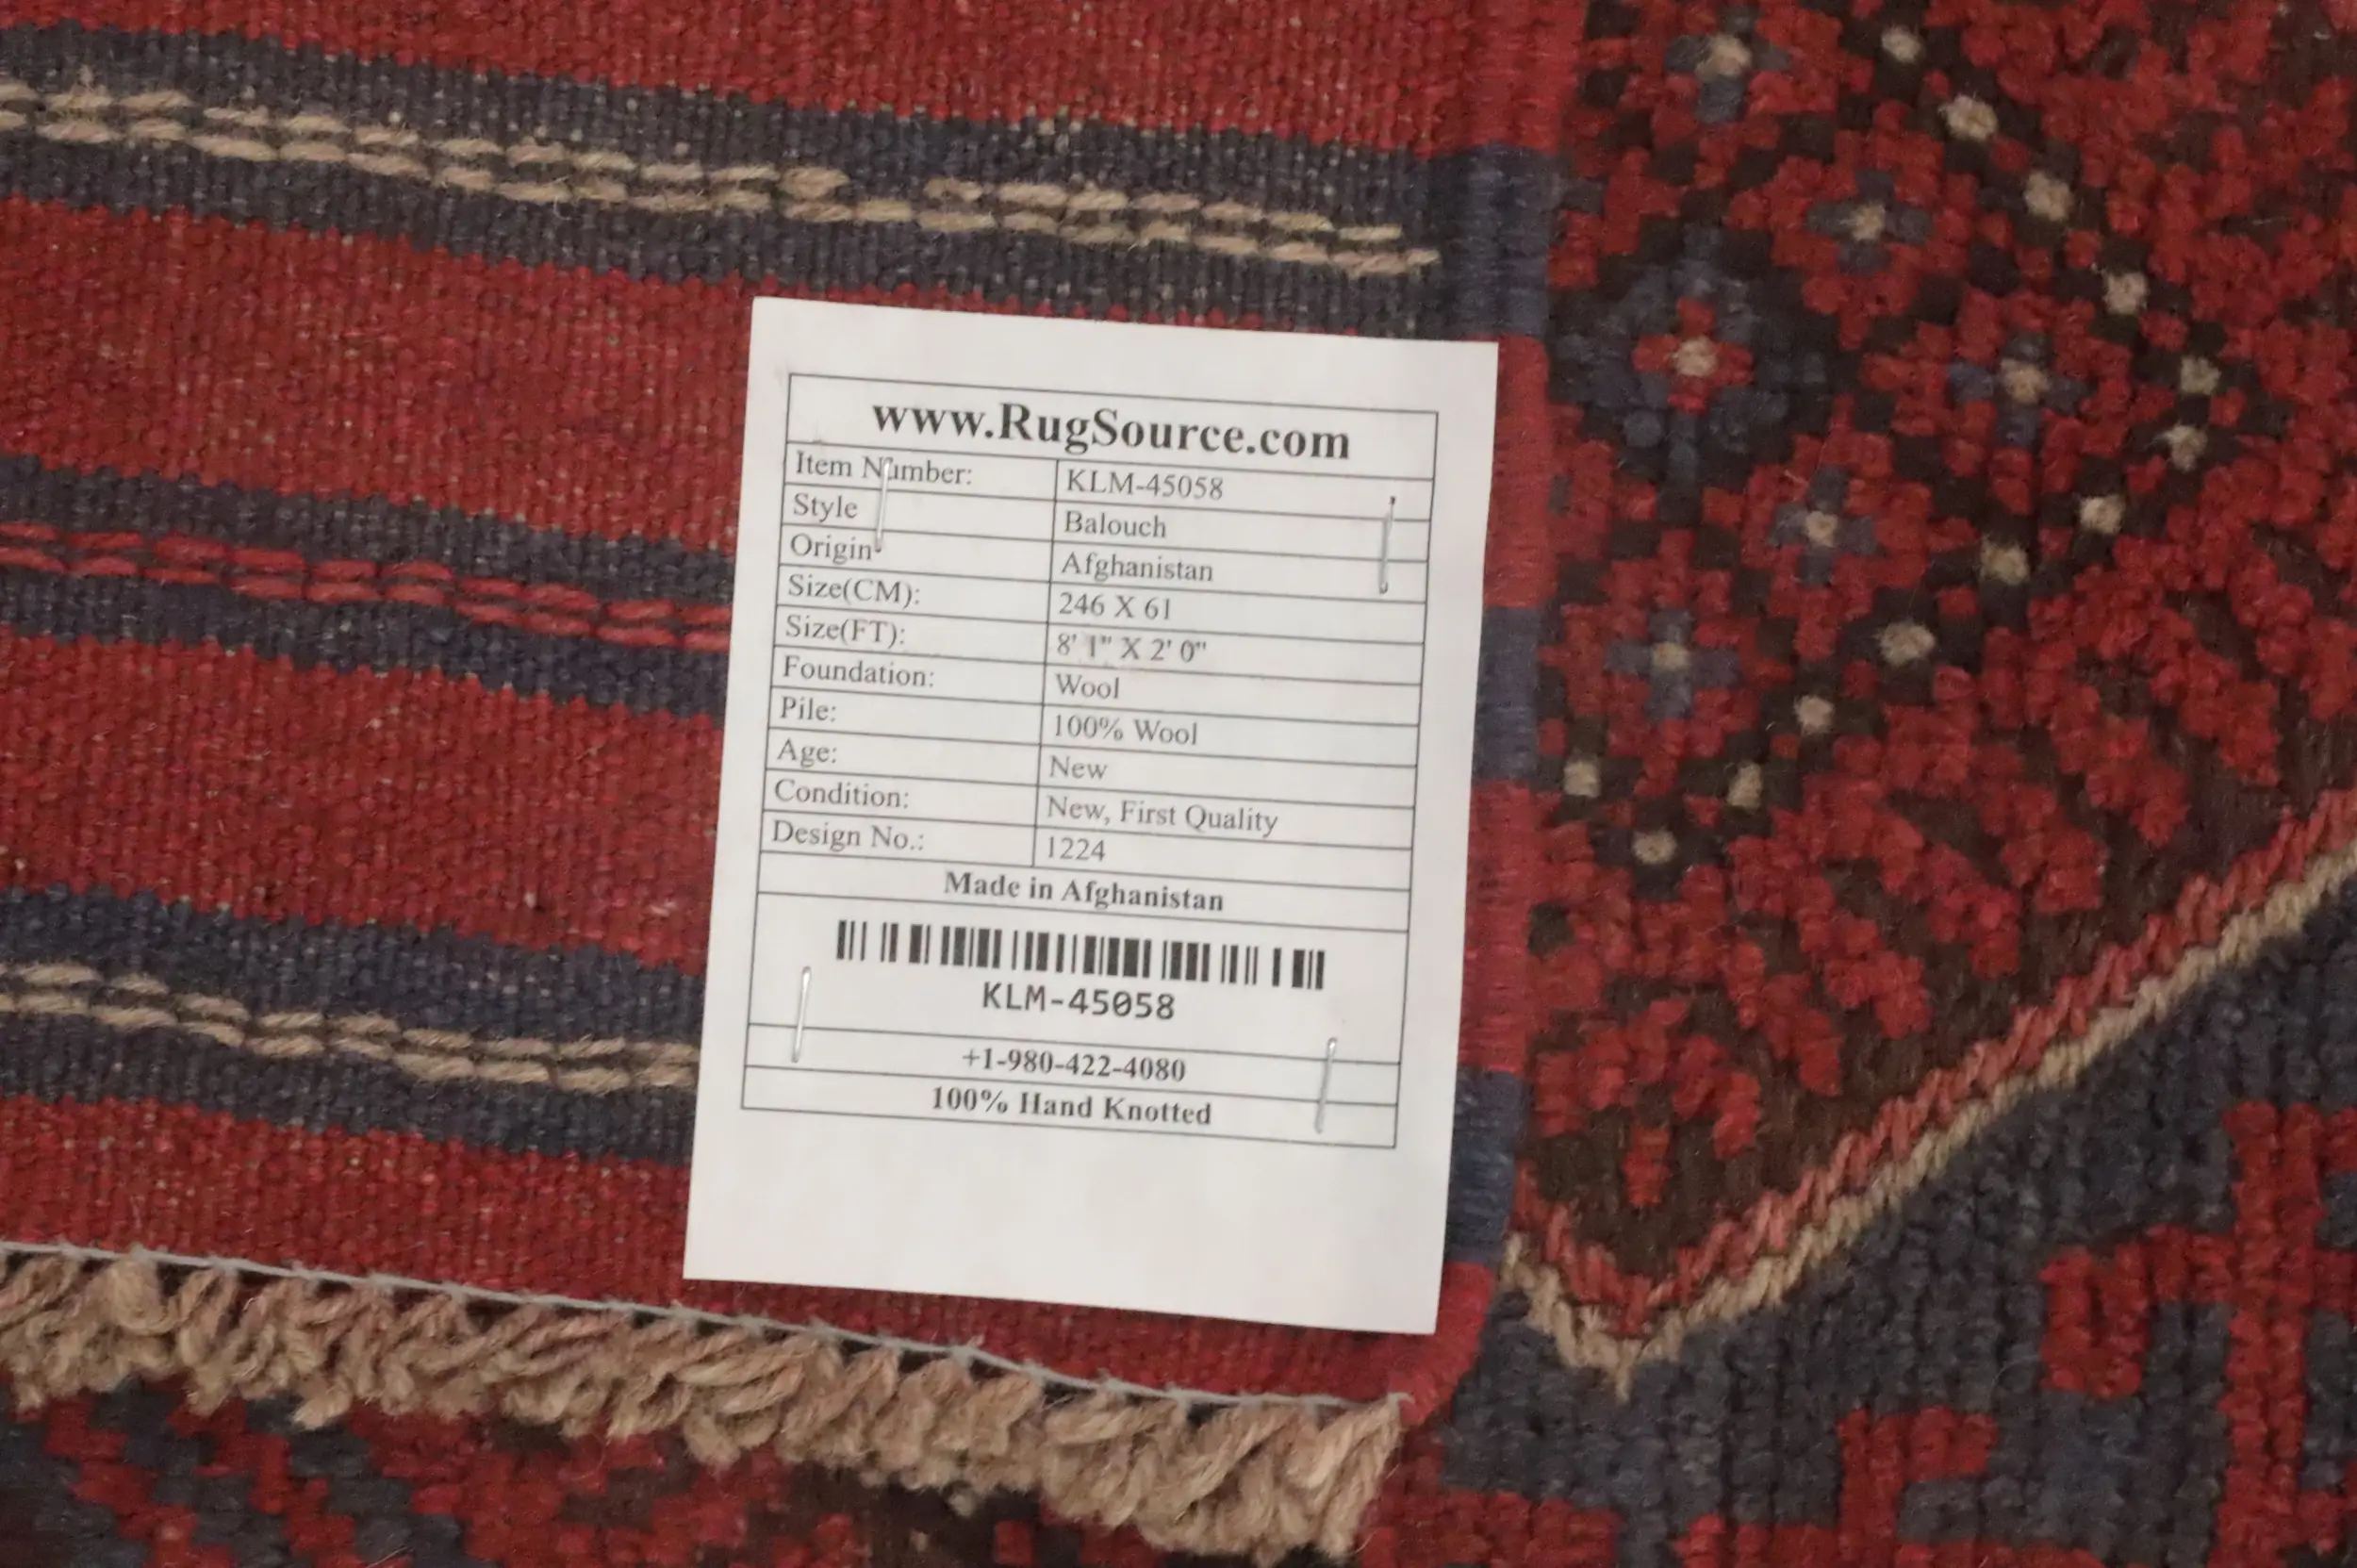 www.RugSource.com
Item Number: KLM-45058
Style Balouch
Origin Afghanistan
Size(CM): 246 X 61
Size(FT): 8' 1" X 2' 0"
Foundation: Wool
Pile: 100% Wool
Age: New
Condition: New, First Quality
Design No.: 1224
Made in Afghanistan
KLM-45058
+1-980-422-4080
100% Hand Knotted